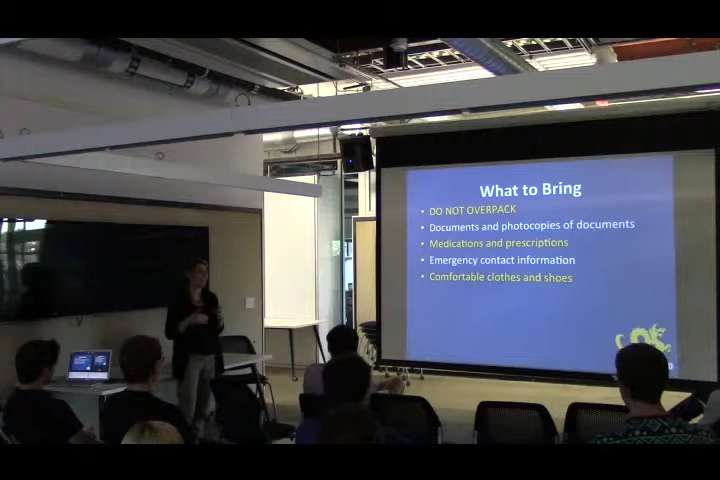 What to Bring
• DO NOT OVERPACK
• Documents and photocopies of documents
• Medications and prescriptions
• Emergency contact information
• Comfortable clothes and shoes